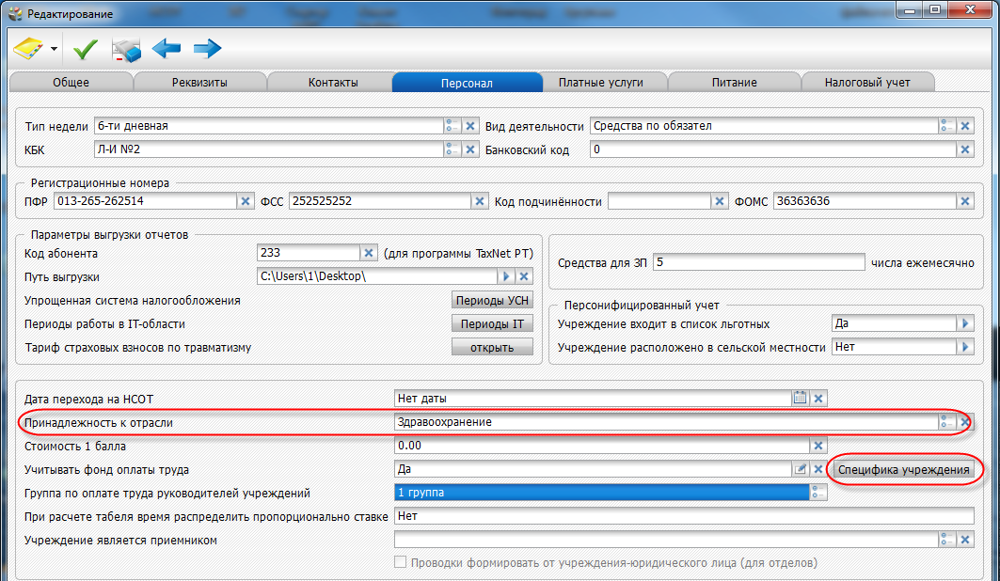 Редактирование
Общее Реквизиты Контакты Персонал Платные услуги Питание Налоговый учет
Тип недели 6-ти дневная Вид деятельности Средства по обязател
КБК Л-И №2 Банковский код 0
Регистрационные номера
ПФР 013-265-262514 ФСС 252525252 Код подчинённости ФОМС 36363636
Параметры выгрузки отчетов
Код абонента 233 (для программы TaxNet РТ)
Средства для ЗП 5 числа ежемесячно
Путь выгрузки C:\Users\1\Desktop\
Упрощенная система налогообложения Периоды УСН
Персонифицированный учет
Периоды работы в IT-области Периоды IT
Учреждение входит в список льготных Да
Тариф страховых взносов по травматизму открыть
Учреждение расположено в сельской местности Нет
Дата перехода на НСОТ Нет даты
Принадлежность к отрасли Здравоохранение
Стоимость 1 балла 0.00
Учитывать фонд оплаты труда Да Специфика учреждения
Группа по оплате труда руководителей учреждений 1 группа
При расчете табеля время распределить пропорционально ставке Нет
Учреждение является приемником
Проводки формировать от учреждения-юридического лица (для отделов)